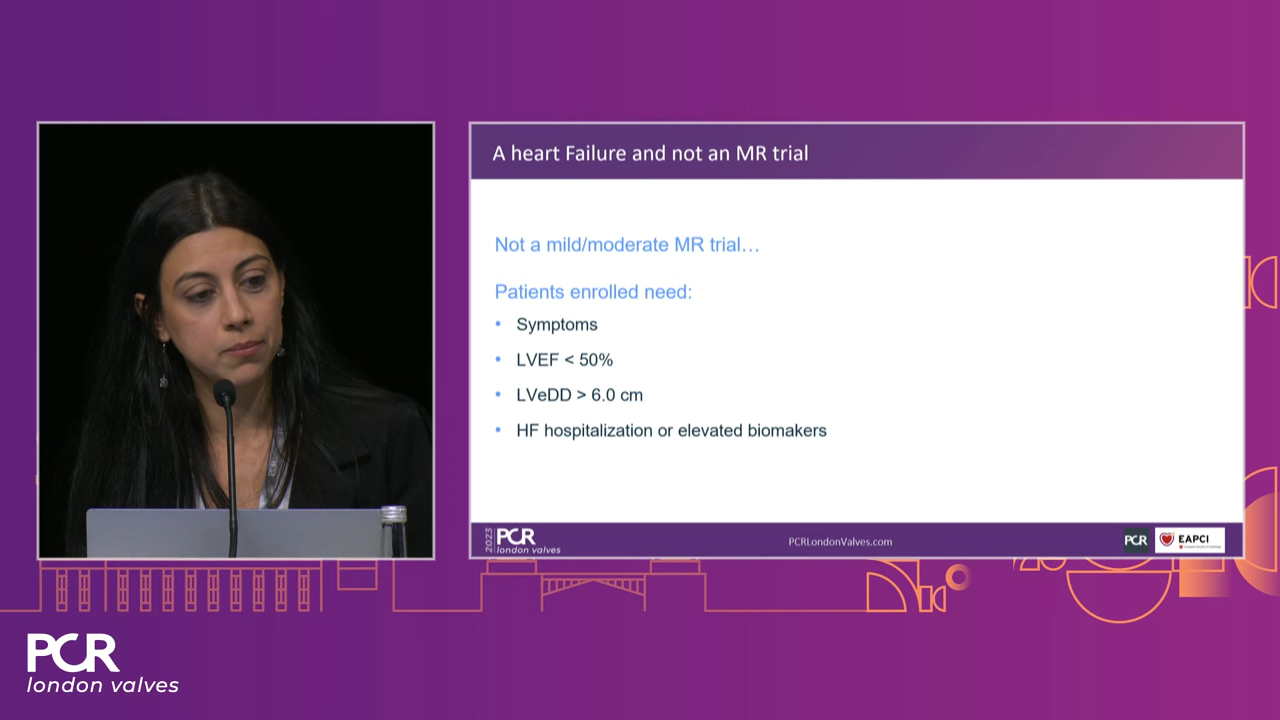 A heart Failure and not an MR trial
Not a mild/moderate MR trial…
Patients enrolled need:
• Symptoms
• LVEF < 50%
• LVeDD > 6.0 cm
• HF hospitalization or elevated biomakers
2023
PCR
london valves
PCRLondonValves.com
PCR
EAPCI
PCR
london valves